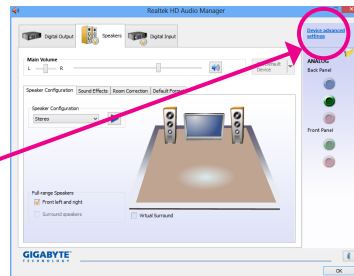 Realtek HD Audio Manager
Digital Output
Speakers
Digital Input
Device advanced
settings
Main Volume
L
R
Default
Device
ANALOG
Back Panel
Speaker Configuration
Sound Effects
Room Correction
Default Format
Speaker Configuration
Stereo
Front Panel
Full-range Speakers
Front left and right
Surround speakers
Virtual Surround
GIGABYTE
TECHNOLOGY
OK